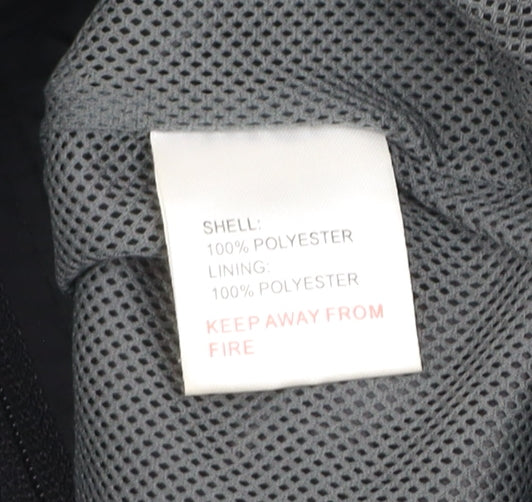 SHELL:
100% POLYESTER
LINING:
100% POLYESTER
KEEP AWAY FROM
FIRE